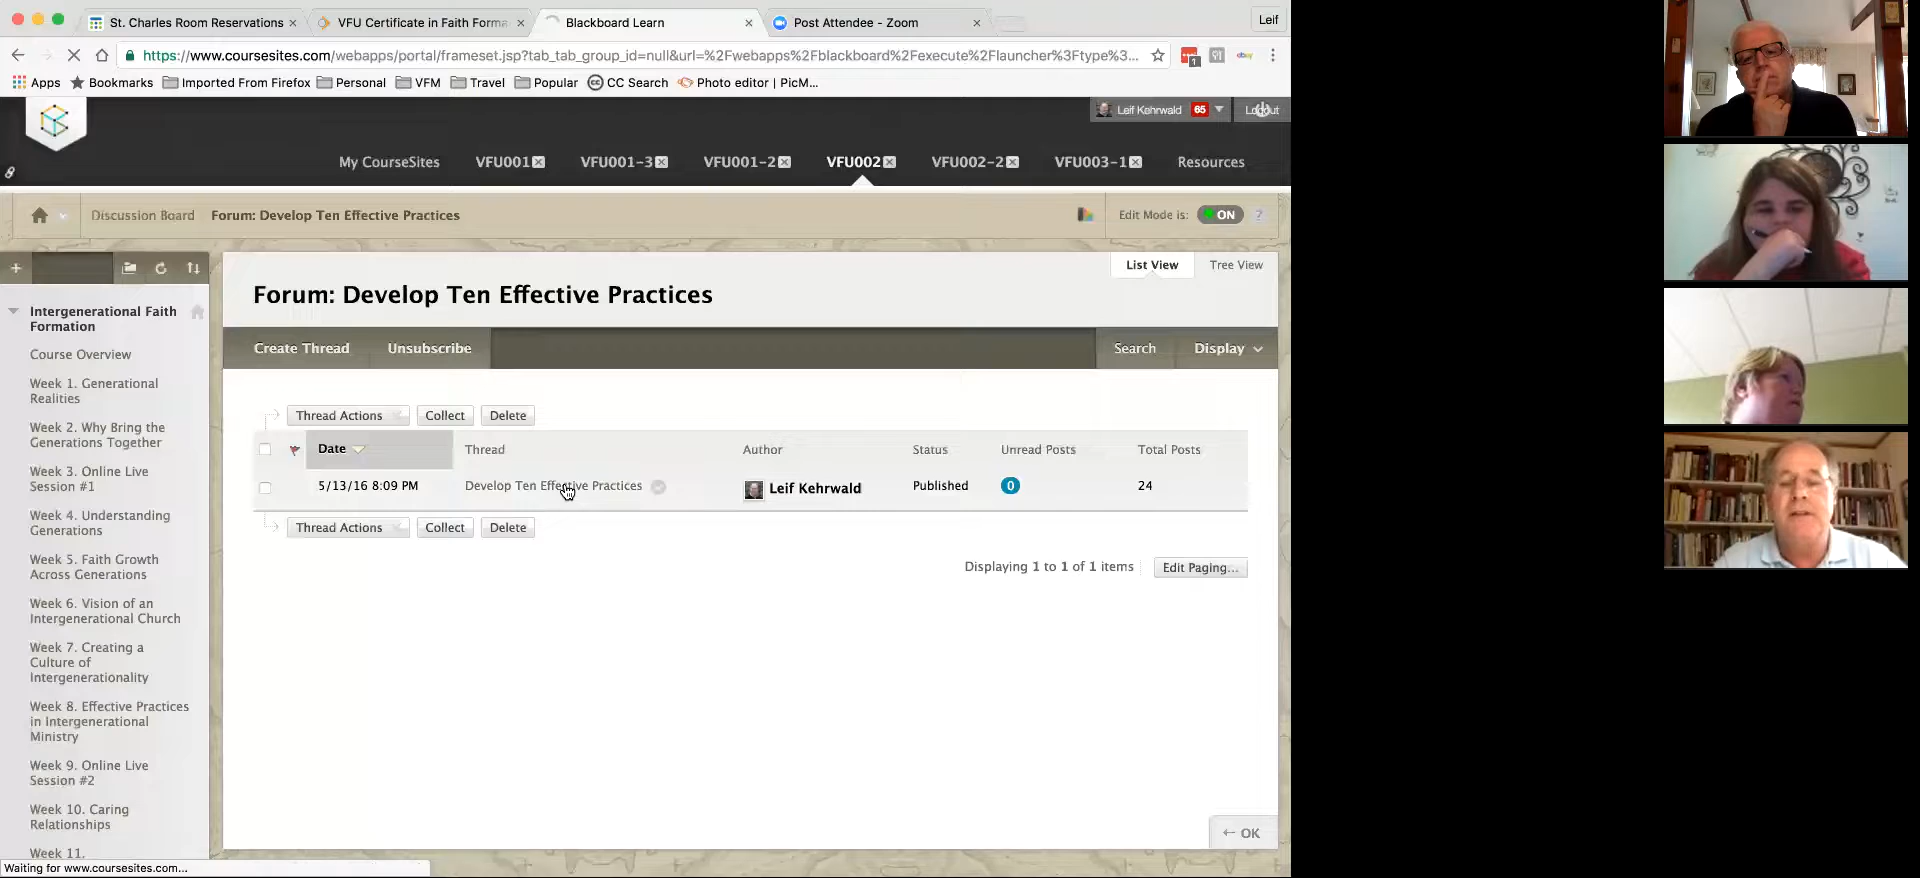 St. Charles Room Reservations
VFU Certificate in Faith Forma
Blackboard Learn
Post Attendee - Zoom
Leif
https://www.coursesites.com/webapps/portal/frameset.jsp?tab_tab_group_id=null&url=%2Fwebapps%2Fblackboard%2Fexecute%2Flauncher%3Ftype%3...
1
Apps Bookmarks Imported From Firefox Personal VFM Travel Popular CC Search Photo editor | PicM...
Leif Kehrwald 65 Logout
My CourseSites VFU001 VFU001-3 VFU001-2 VFU002 VFU002-2 VFU003-1 Resources
Discussion Board Forum: Develop Ten Effective Practices Edit Mode is: ON ?
List View Tree View
Forum: Develop Ten Effective Practices
Create Thread Unsubscribe Search Display
Thread Actions Collect Delete
Date Thread Author Status Unread Posts Total Posts
5/13/16 8:09 PM Develop Ten Effective Practices Leif Kehrwald Published 0 24
Thread Actions Collect Delete
Displaying 1 to 1 of 1 items Edit Paging...
← OK
Intergenerational Faith
Formation
Course Overview
Week 1. Generational
Realities
Week 2. Why Bring the
Generations Together
Week 3. Online Live
Session #1
Week 4. Understanding
Generations
Week 5. Faith Growth
Across Generations
Week 6. Vision of an
Intergenerational Church
Week 7. Creating a
Culture of
Intergenerationality
Week 8. Effective Practices
in Intergenerational
Ministry
Week 9. Online Live
Session #2
Week 10. Caring
Relationships
Week 11.
Waiting for www.coursesites.com...